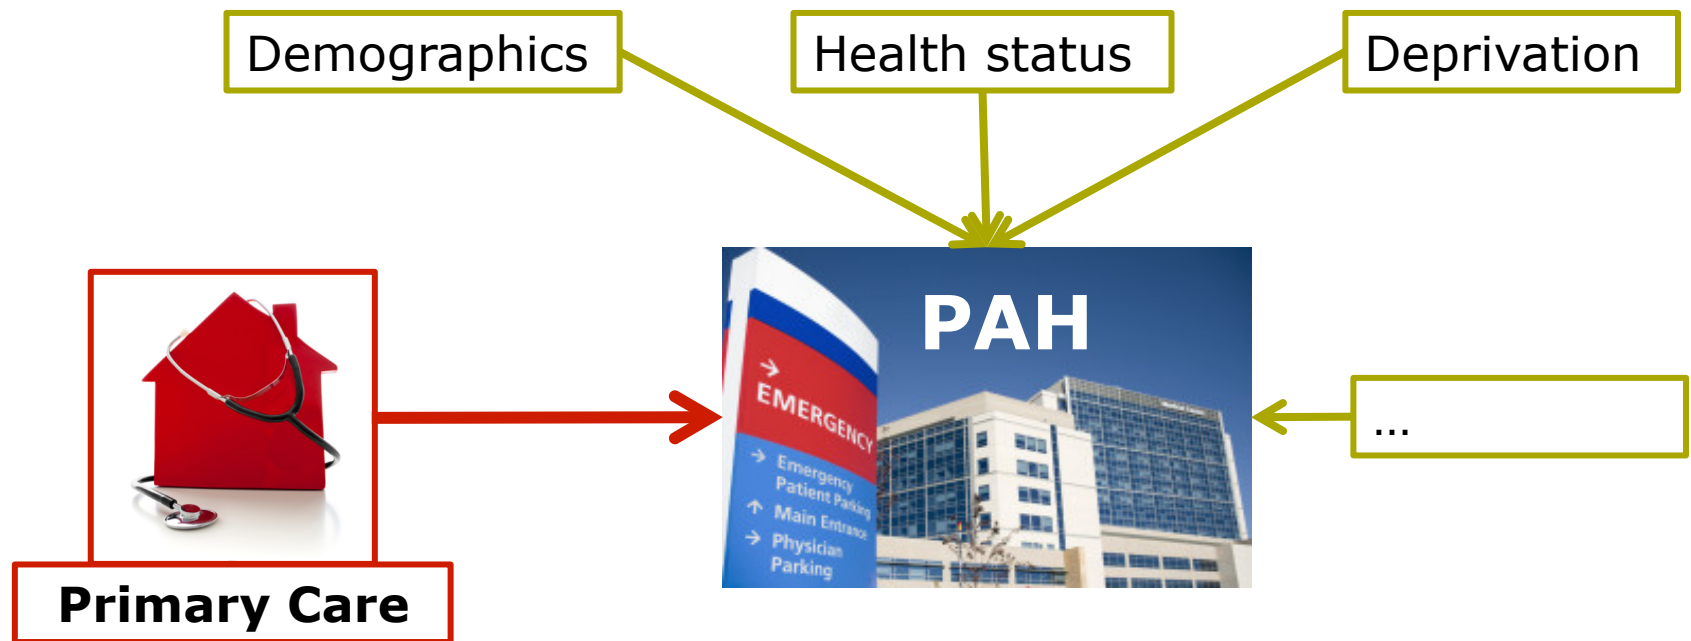 Demographics
Health status
Deprivation
PAH
→
EMERGENCY
→ Emergency
Patient Parking
↑ Main Entrance
→ Physician
Parking
...
Primary Care